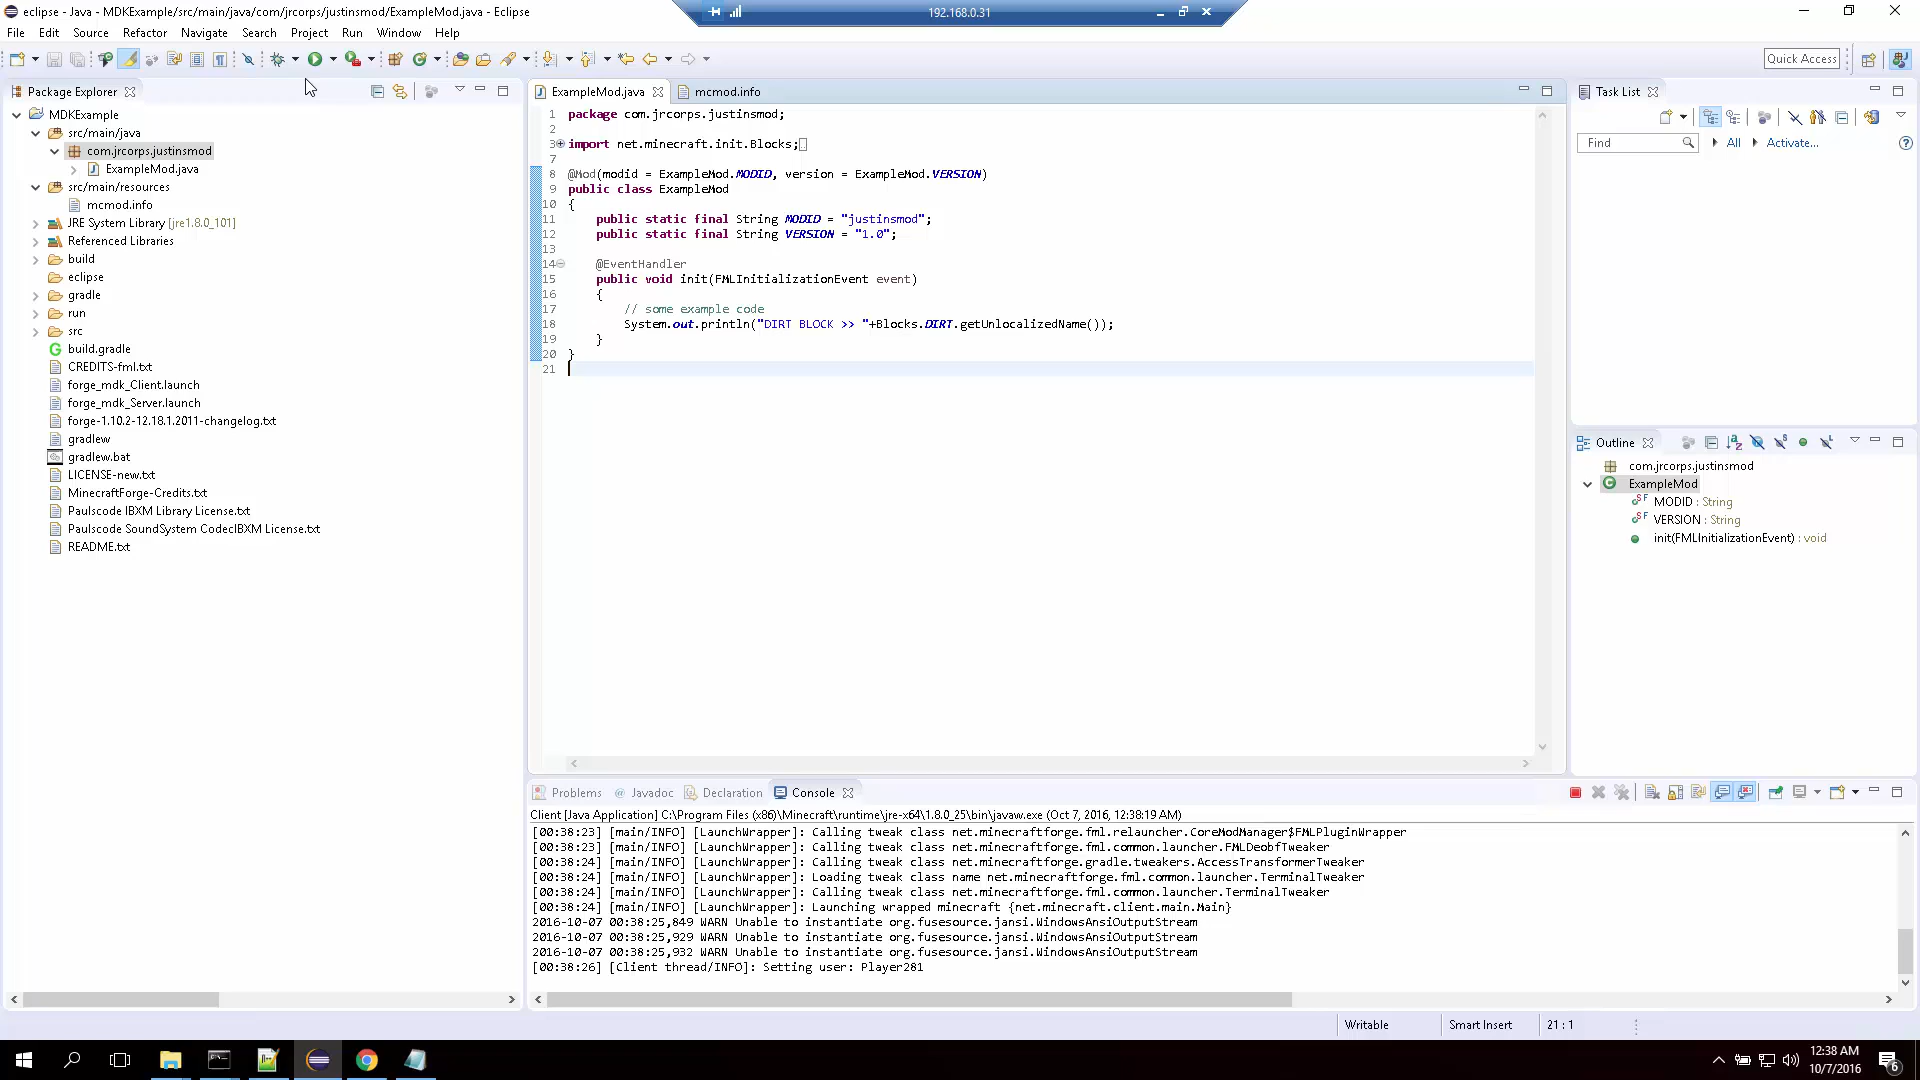 eclipse - Java - MDKExample/src/main/java/com/jrcorps/justinsmod/ExampleMod.java - Eclipse
192.168.0.31
File Edit Source Refactor Navigate Search Project Run Window Help
Quick Access
Package Explorer
MDKExample
src/main/java
com.jrcorps.justinsmod
ExampleMod.java
src/main/resources
mcmod.info
JRE System Library [jre1.8.0_101]
Referenced Libraries
build
eclipse
gradle
run
src
build.gradle
CREDITS-fml.txt
forge_mdk_Client.launch
forge_mdk_Server.launch
forge-1.10.2-12.18.1.2011-changelog.txt
gradlew
gradlew.bat
LICENSE-new.txt
MinecraftForge-Credits.txt
Paulscode IBXM Library License.txt
Paulscode SoundSystem CodecIBXM License.txt
README.txt
ExampleMod.java mcmod.info
1 package com.jrcorps.justinsmod;
2
3 import net.minecraft.init.Blocks;
7
8 @Mod(modid = ExampleMod.MODID, version = ExampleMod.VERSION)
9 public class ExampleMod
10 {
11 public static final String MODID = "justinsmod";
12 public static final String VERSION = "1.0";
13
14 @EventHandler
15 public void init(FMLInitializationEvent event)
16 {
17 // some example code
18 System.out.println("DIRT BLOCK >> "+Blocks.DIRT.getUnlocalizedName());
19 }
20 }
21
Task List
Find All Activate...
Outline
com.jrcorps.justinsmod
ExampleMod
MODID : String
VERSION : String
init(FMLInitializationEvent) : void
Problems @ Javadoc Declaration Console
Client [Java Application] C:\Program Files (x86)\Minecraft\runtime\jre-x64\1.8.0_25\bin\javaw.exe (Oct 7, 2016, 12:38:19 AM)
[00:38:23] [main/INFO] [LaunchWrapper]: Calling tweak class net.minecraftforge.fml.relauncher.CoreModManager$FMLPluginWrapper
[00:38:23] [main/INFO] [LaunchWrapper]: Calling tweak class net.minecraftforge.fml.common.launcher.FMLDeobfTweaker
[00:38:24] [main/INFO] [LaunchWrapper]: Calling tweak class net.minecraftforge.gradle.tweakers.AccessTransformerTweaker
[00:38:24] [main/INFO] [LaunchWrapper]: Loading tweak class name net.minecraftforge.fml.common.launcher.TerminalTweaker
[00:38:24] [main/INFO] [LaunchWrapper]: Calling tweak class net.minecraftforge.fml.common.launcher.TerminalTweaker
[00:38:24] [main/INFO] [LaunchWrapper]: Launching wrapped minecraft {net.minecraft.client.main.Main}
2016-10-07 00:38:25,849 WARN Unable to instantiate org.fusesource.jansi.WindowsAnsiOutputStream
2016-10-07 00:38:25,929 WARN Unable to instantiate org.fusesource.jansi.WindowsAnsiOutputStream
2016-10-07 00:38:25,932 WARN Unable to instantiate org.fusesource.jansi.WindowsAnsiOutputStream
[00:38:26] [Client thread/INFO]: Setting user: Player281
Writable Smart Insert 21 : 1
12:38 AM
10/7/2016
6